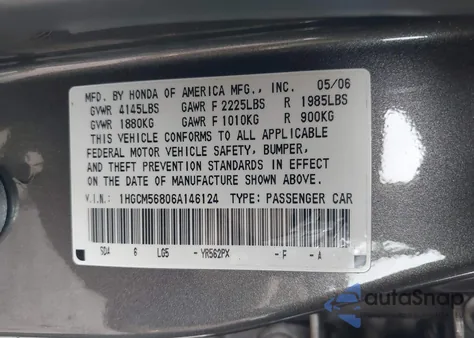 MFD. BY HONDA OF AMERICA MFG., INC. 05/06
GVWR 4145LBS GAWR F 2225LBS R 1985LBS
GVWR 1880KG GAWR F 1010KG R 900KG
THIS VEHICLE CONFORMS TO ALL APPLICABLE
FEDERAL MOTOR VEHICLE SAFETY, BUMPER,
AND THEFT PREVENTION STANDARDS IN EFFECT
ON THE DATE OF MANUFACTURE SHOWN ABOVE.
V.I.N.: 1HGCM56806A146124 TYPE: PASSENGER CAR
SDA 6 LG5 - YR562PX - F - A
autoSnap